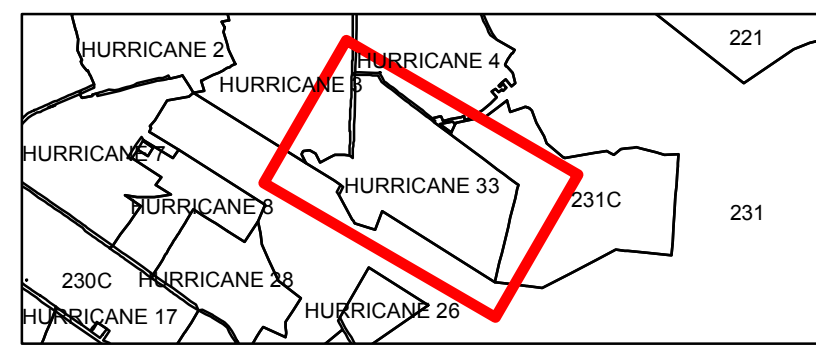 221
HURRICANE 2
HURRICANE 4
HURRICANE 3
HURRICANE 7
HURRICANE 33
231C
HURRICANE 8
231
230C
HURRICANE 28
HURRICANE 17
HURRICANE 26